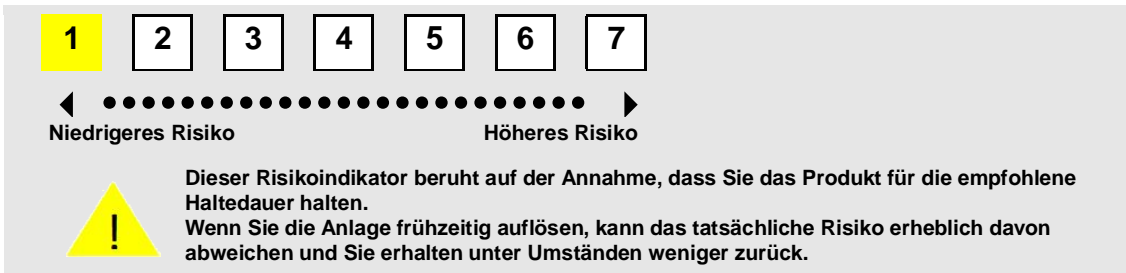 1 2 3 4 5 6 7
Niedrigeres Risiko Höheres Risiko
Dieser Risikoindikator beruht auf der Annahme, dass Sie das Produkt für die empfohlene
Haltedauer halten.
Wenn Sie die Anlage frühzeitig auflösen, kann das tatsächliche Risiko erheblich davon
abweichen und Sie erhalten unter Umständen weniger zurück.
!